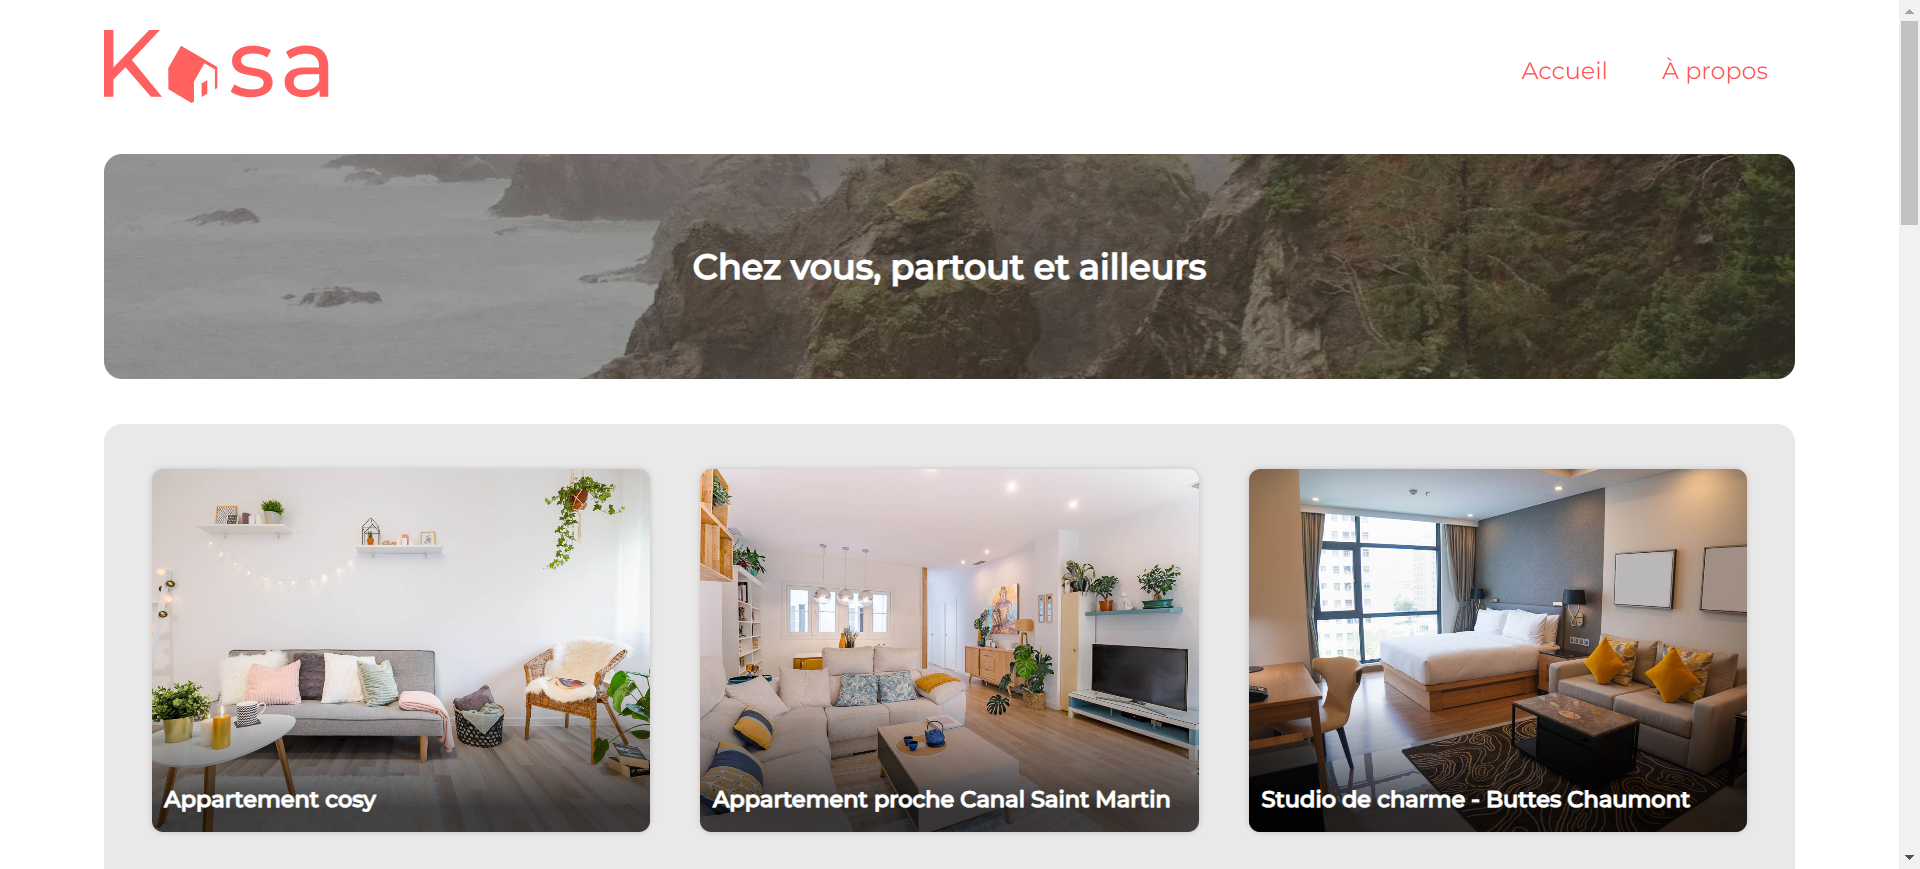 Kasa
Accueil
À propos
Chez vous, partout et ailleurs
Appartement cosy
Appartement proche Canal Saint Martin
Studio de charme - Buttes Chaumont